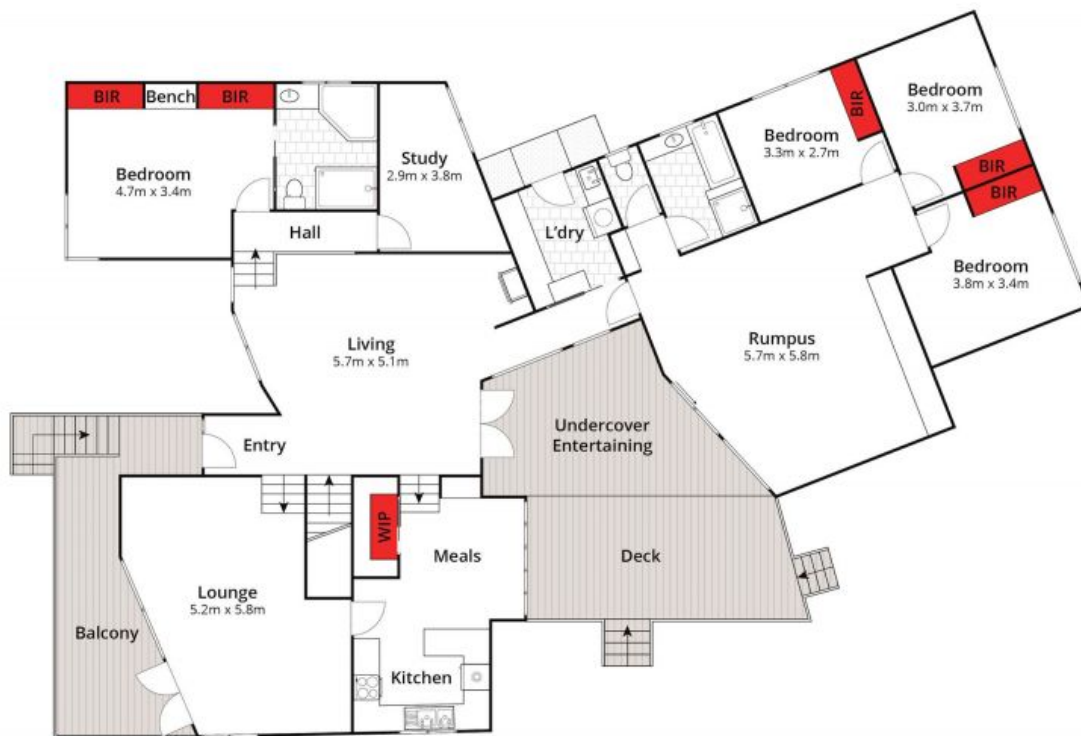 BIR
Bench
BIR
Bedroom
4.7m x 3.4m
Study
2.9m x 3.8m
Hall
L'dry
Bedroom
3.3m x 2.7m
BIR
Bedroom
3.0m x 3.7m
BIR
BIR
Bedroom
3.8m x 3.4m
Living
5.7m x 5.1m
Rumpus
5.7m x 5.8m
Entry
Undercover
Entertaining
WIP
Meals
Deck
Lounge
5.2m x 5.8m
Balcony
Kitchen